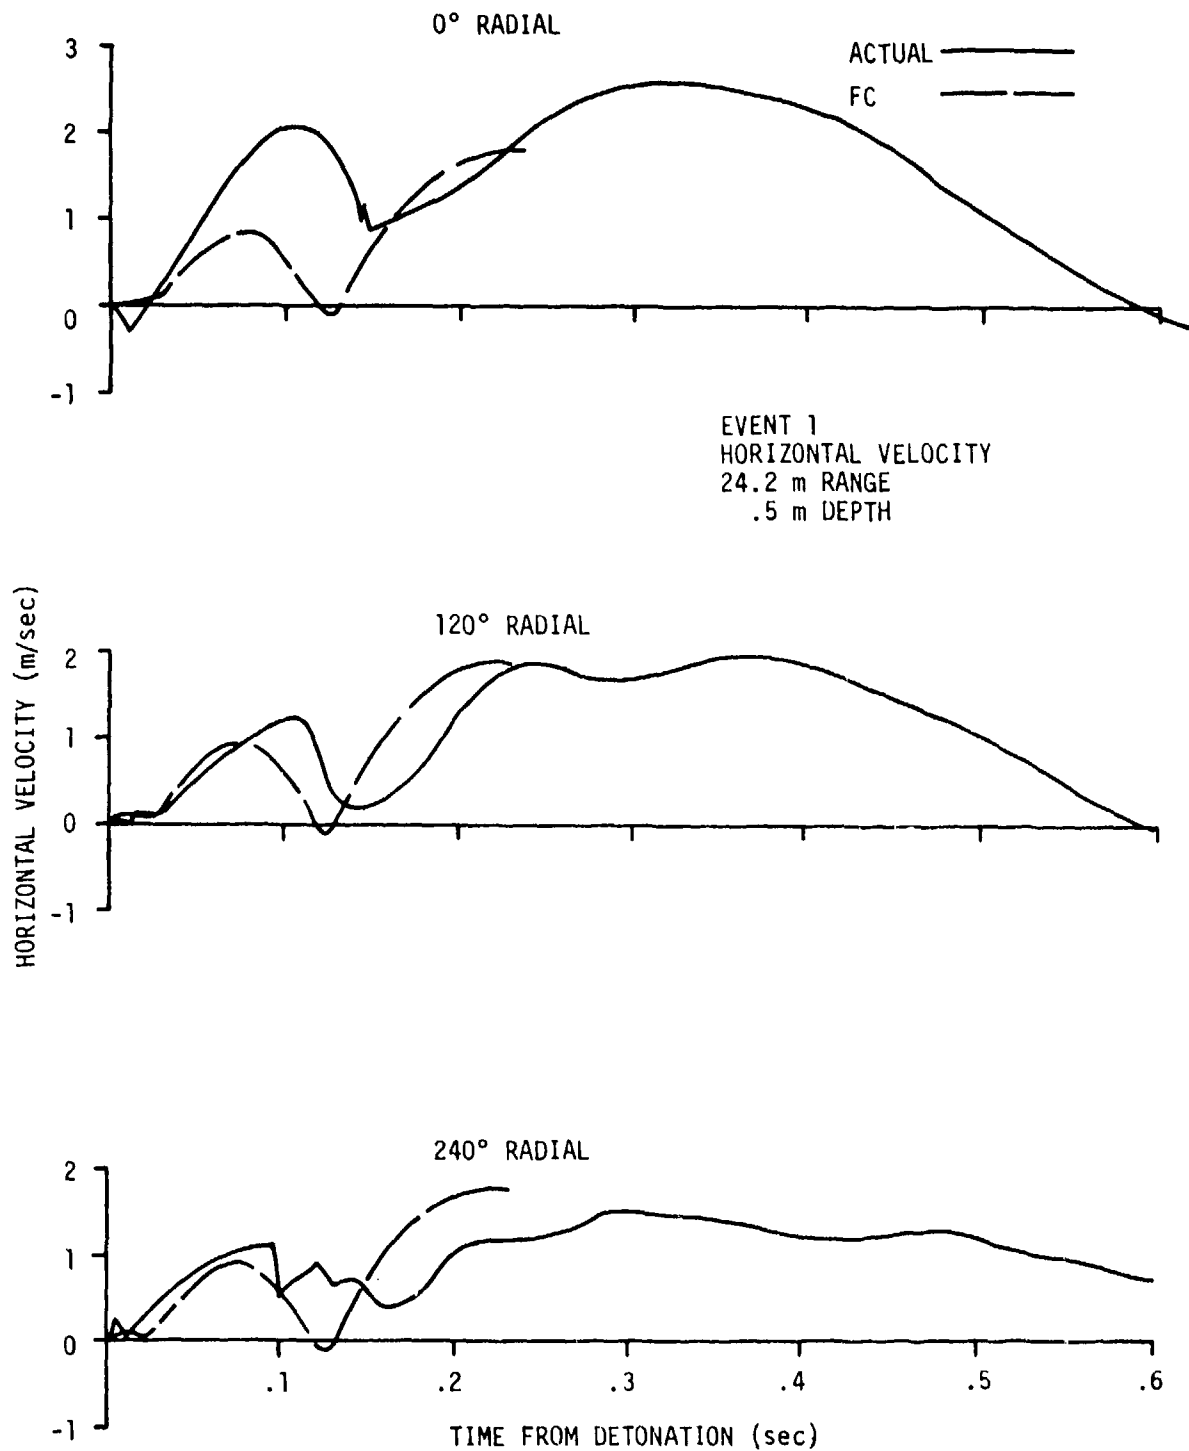 0° RADIAL
3
ACTUAL
FC
2
1
0
-1
EVENT 1
HORIZONTAL VELOCITY
24.2 m RANGE
.5 m DEPTH
HORIZONTAL VELOCITY (m/sec)
120° RADIAL
2
1
0
-1
240° RADIAL
2
1
0
-1
.1 .2 .3 .4 .5 .6
TIME FROM DETONATION (sec)